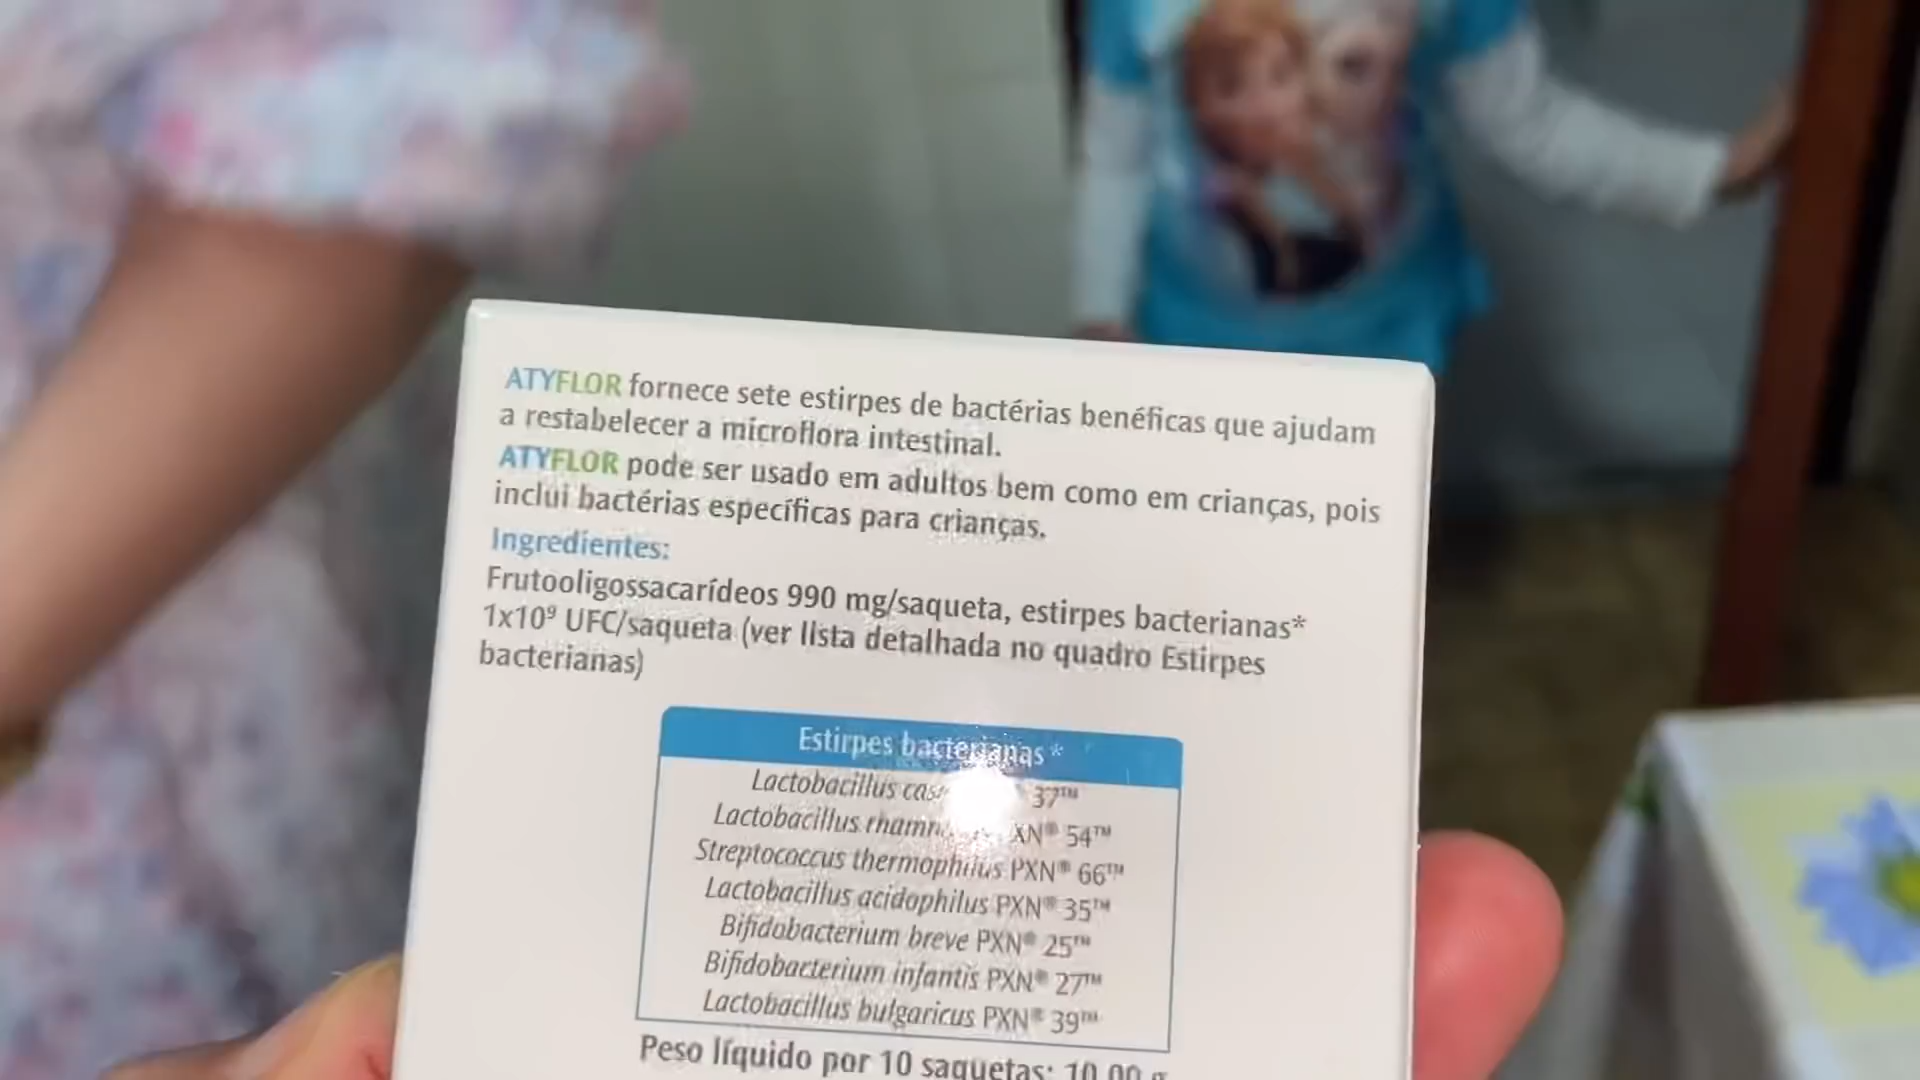 ATYFLOR fornece sete estirpes de bactérias benéficas que ajudam
a restabelecer a microflora intestinal.
ATYFLOR pode ser usado em adultos bem como em crianças, pois
inclui bactérias específicas para crianças.
Ingredientes:
Frutooligossacarídeos 990 mg/saqueta, estirpes bacterianas*
1x10⁹ UFC/saqueta (ver lista detalhada no quadro Estirpes
bacterianas)
Estirpes bacterianas*
Lactobacillus 37™
Lactobacillus 54™
Streptococcus thermophilus PXN® 66™
Lactobacillus acidophilus PXN® 35™
Bifidobacterium breve PXN® 25™
Bifidobacterium infantis PXN® 27™
Lactobacillus bulgaricus PXN® 39™
Peso líquido por 10 saquetas: 10,00 g